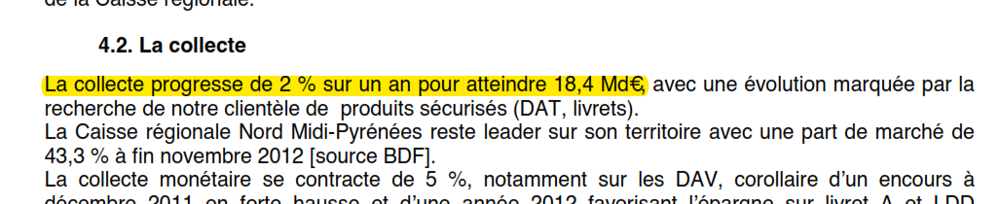 de la Caisse régionale.
4.2. La collecte
La collecte progresse de 2 % sur un an pour atteindre 18,4 Md€, avec une évolution marquée par la
recherche de notre clientèle de produits sécurisés (DAT, livrets).
La Caisse régionale Nord Midi-Pyrénées reste leader sur son territoire avec une part de marché de
43,3 % à fin novembre 2012 [source BDF].
La collecte monétaire se contracte de 5 %, notamment sur les DAV, corollaire d'un encours à
décembre 2011 en forte hausse et d'une année 2012 favorisant l'épargne sur livret A et LDD